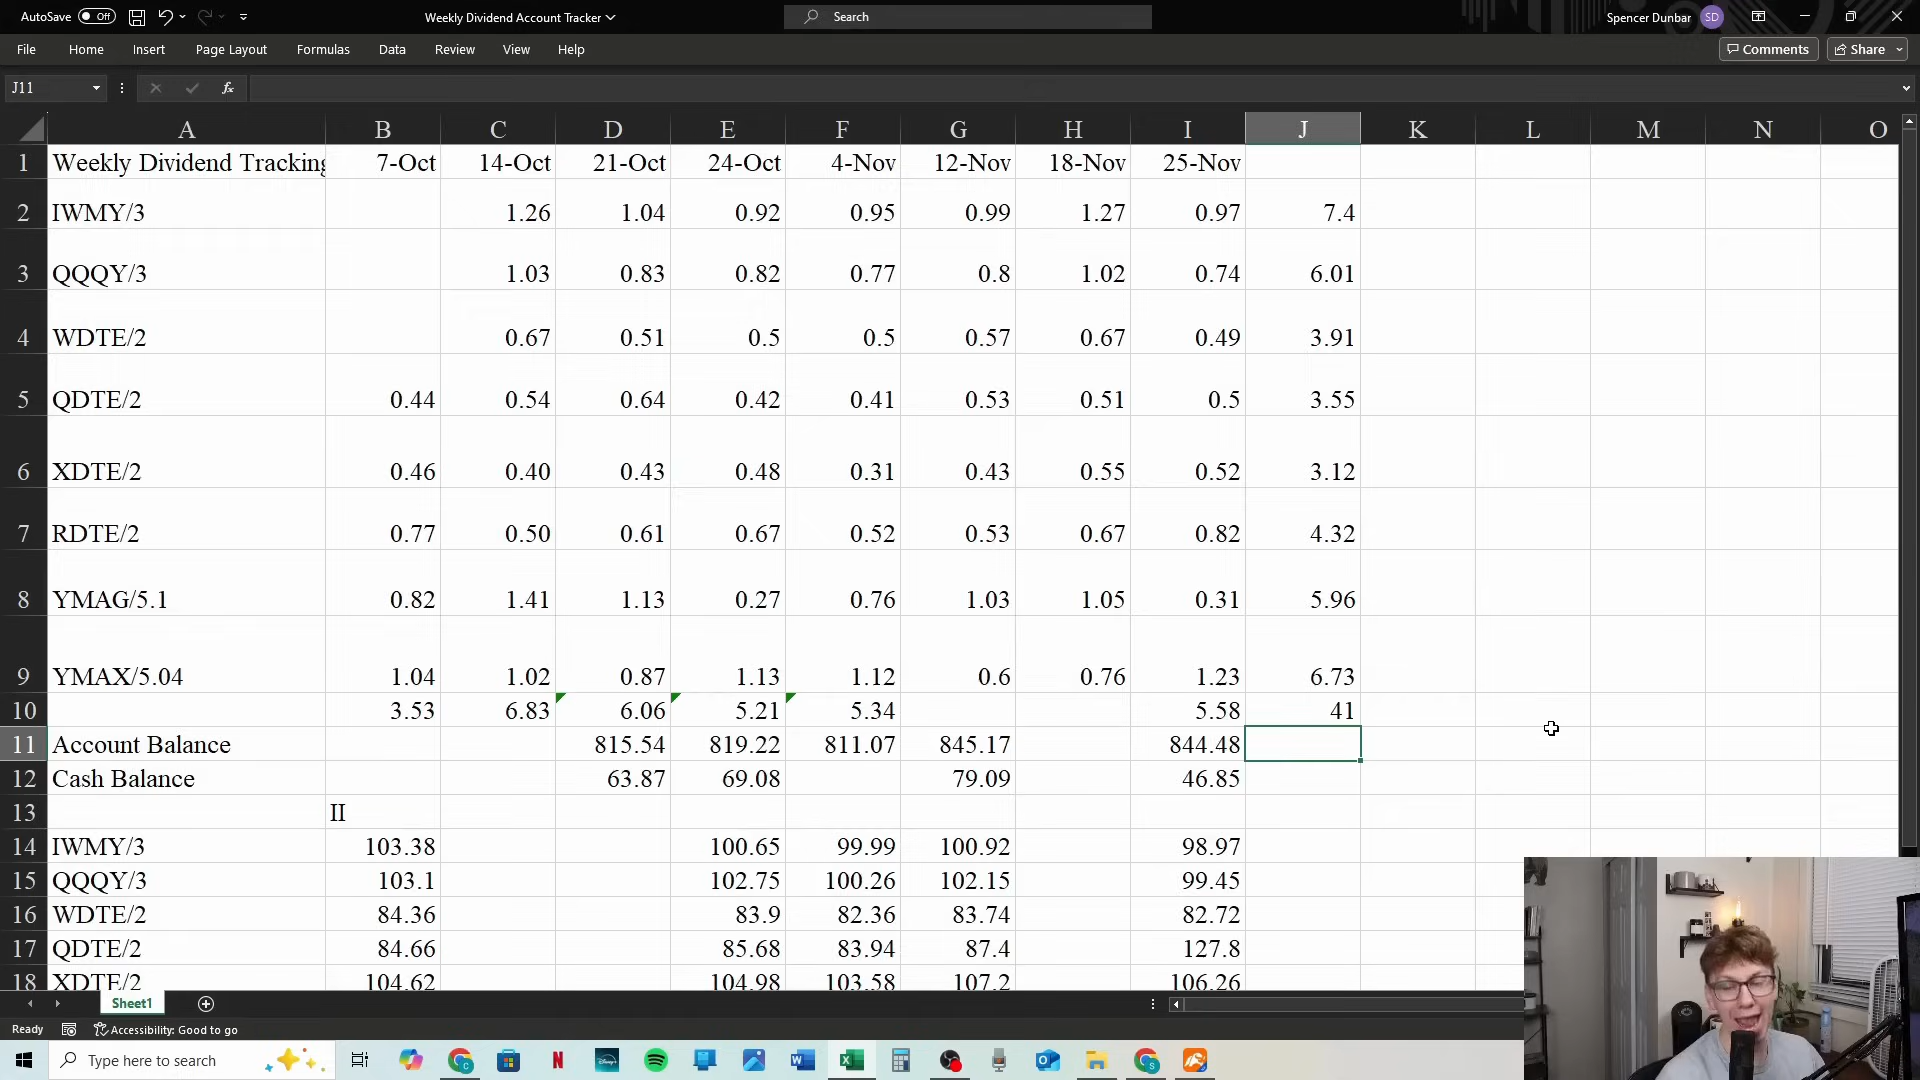 AutoSave Off Weekly Dividend Account Tracker Search Spencer Dunbar SD
File Home Insert Page Layout Formulas Data Review View Help Comments Share
J11 fx
A B C D E F G H I J K L M N O
1 Weekly Dividend Tracking 7-Oct 14-Oct 21-Oct 24-Oct 4-Nov 12-Nov 18-Nov 25-Nov
2 IWMY/3 1.26 1.04 0.92 0.95 0.99 1.27 0.97 7.4
3 QQQY/3 1.03 0.83 0.82 0.77 0.8 1.02 0.74 6.01
4 WDTE/2 0.67 0.51 0.5 0.5 0.57 0.67 0.49 3.91
5 QDTE/2 0.44 0.54 0.64 0.42 0.41 0.53 0.51 0.5 3.55
6 XDTE/2 0.46 0.40 0.43 0.48 0.31 0.43 0.55 0.52 3.12
7 RDTE/2 0.77 0.50 0.61 0.67 0.52 0.53 0.67 0.82 4.32
8 YMAG/5.1 0.82 1.41 1.13 0.27 0.76 1.03 1.05 0.31 5.96
9 YMAX/5.04 1.04 1.02 0.87 1.13 1.12 0.6 0.76 1.23 6.73
10 3.53 6.83 6.06 5.21 5.34 5.58 41
11 Account Balance 815.54 819.22 811.07 845.17 844.48
12 Cash Balance 63.87 69.08 79.09 46.85
13 II
14 IWMY/3 103.38 100.65 99.99 100.92 98.97
15 QQQY/3 103.1 102.75 100.26 102.15 99.45
16 WDTE/2 84.36 83.9 82.36 83.74 82.72
17 QDTE/2 84.66 85.68 83.94 87.4 127.8
18 XDTE/2 104.62 104.98 103.58 107.2 106.26
Sheet1
Ready Accessibility: Good to go
Type here to search